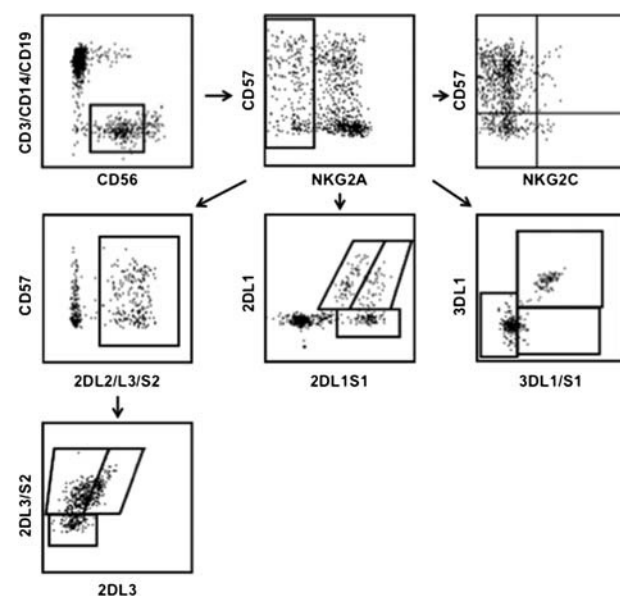 CD3/CD14/CD19
CD56
CD57
NKG2A
CD57
NKG2C
CD57
2DL2/L3/S2
2DL1
2DL1S1
3DL1
3DL1/S1
2DL3/S2
2DL3